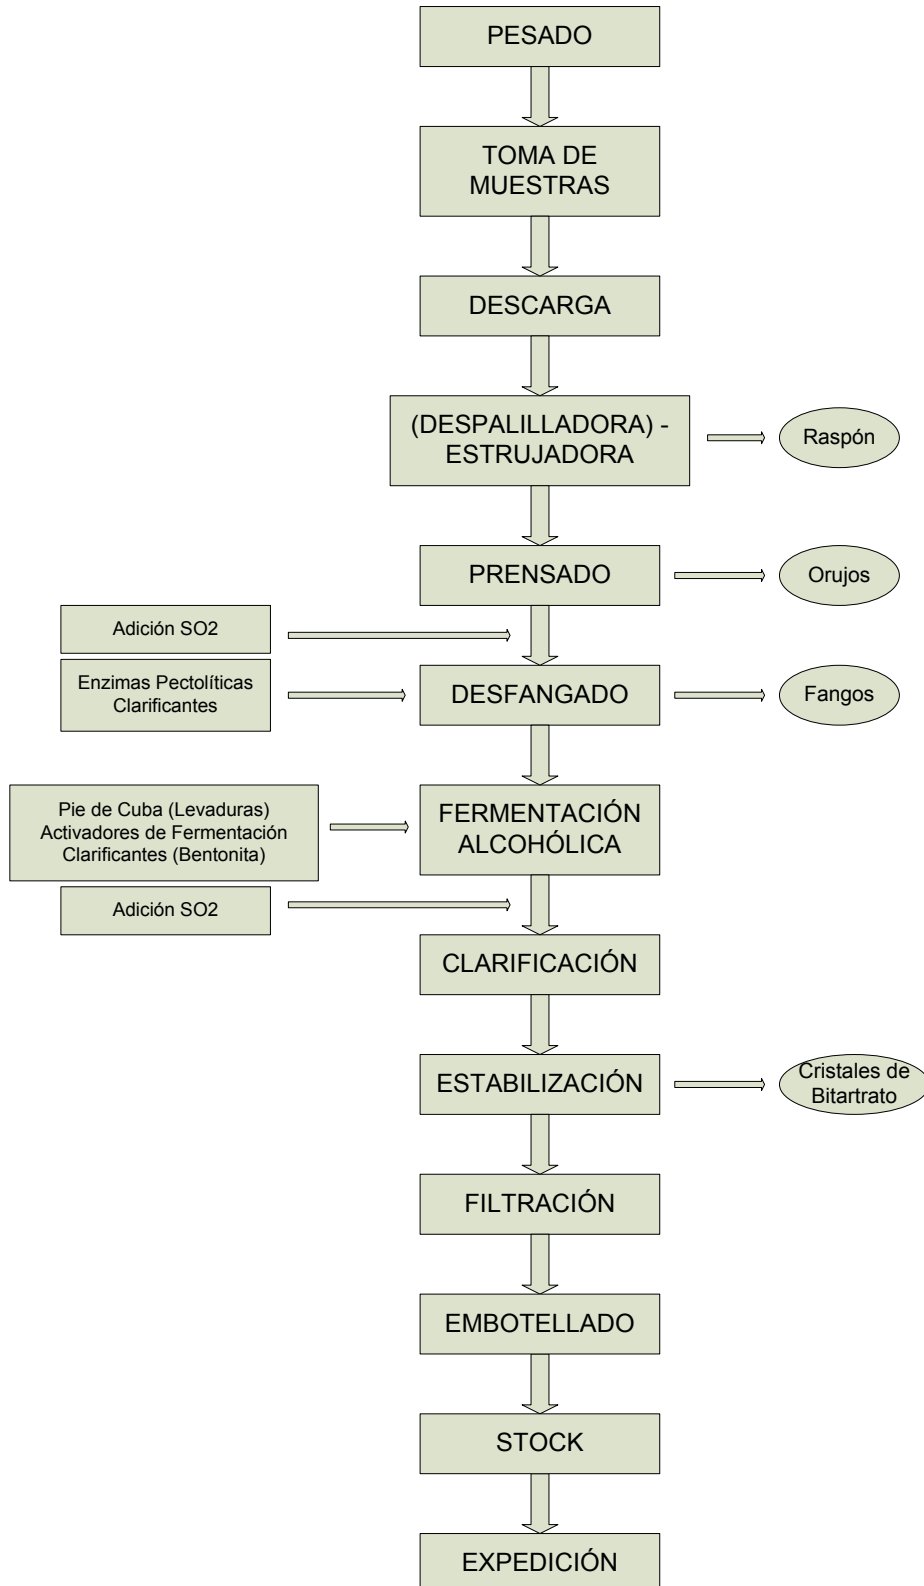 PESADO
TOMA DE
MUESTRAS
DESCARGA
(DESPALILLADORA) -
ESTRUJADORA
Raspón
PRENSADO
Orujos
Adición SO2
Enzimas Pectolíticas
Clarificantes
DESFANGADO
Fangos
Pie de Cuba (Levaduras)
Activadores de Fermentación
Clarificantes (Bentonita)
FERMENTACIÓN
ALCOHÓLICA
Adición SO2
CLARIFICACIÓN
ESTABILIZACIÓN
Cristales de
Bitartrato
FILTRACIÓN
EMBOTELLADO
STOCK
EXPEDICIÓN